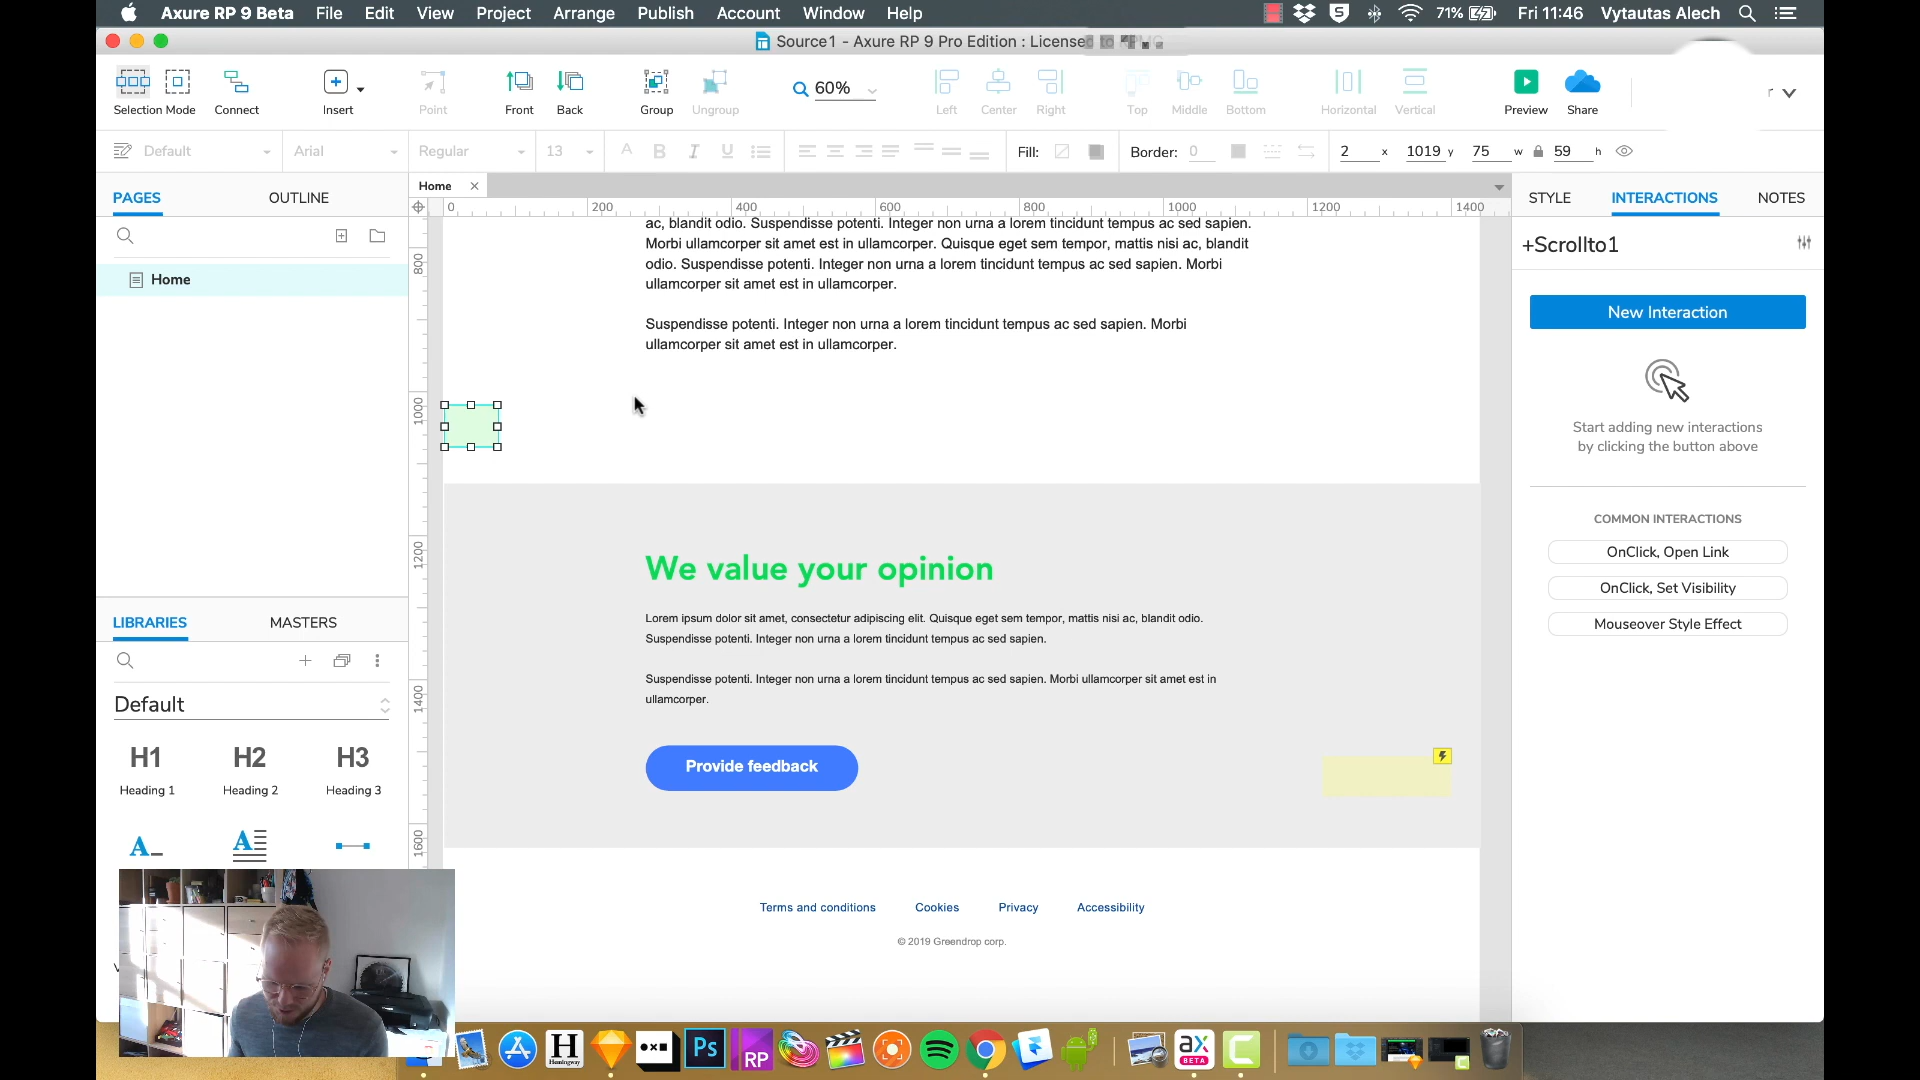 Axure RP 9 Beta File Edit View Project Arrange Publish Account Window Help 71% Fri 11:46 Vytautas Alech
Source1 - Axure RP 9 Pro Edition : Licensed to
60%
Selection Mode Connect Insert Point Front Back Group Ungroup Left Center Right Top Middle Bottom Horizontal Vertical Preview Share
Default Arial Regular 13 Fill: Border: 0 2 x 1019 y 75 w 59 h
PAGES OUTLINE
Home
STYLE INTERACTIONS NOTES
0 200 400 600 800 1000 1200 1400
Home
+Scrollto1
New Interaction
Start adding new interactions
by clicking the button above
COMMON INTERACTIONS
OnClick, Open Link
OnClick, Set Visibility
Mouseover Style Effect
800
1000
1200
1400
1600
ac, blandit odio. Suspendisse potenti. Integer non urna a lorem tincidunt tempus ac sed sapien.
Morbi ullamcorper sit amet est in ullamcorper. Quisque eget sem tempor, mattis nisi ac, blandit
odio. Suspendisse potenti. Integer non urna a lorem tincidunt tempus ac sed sapien. Morbi
ullamcorper sit amet est in ullamcorper.
Suspendisse potenti. Integer non urna a lorem tincidunt tempus ac sed sapien. Morbi
ullamcorper sit amet est in ullamcorper.
We value your opinion
Lorem ipsum dolor sit amet, consectetur adipiscing elit. Quisque eget sem tempor, mattis nisi ac, blandit odio.
Suspendisse potenti. Integer non urna a lorem tincidunt tempus ac sed sapien.
Suspendisse potenti. Integer non urna a lorem tincidunt tempus ac sed sapien. Morbi ullamcorper sit amet est in
ullamcorper.
Provide feedback
Terms and conditions Cookies Privacy Accessibility
© 2019 Greendrop corp.
LIBRARIES MASTERS
Default
H1 H2 H3
Heading 1 Heading 2 Heading 3
A A
H Ps RP ax
Hemingway BETA